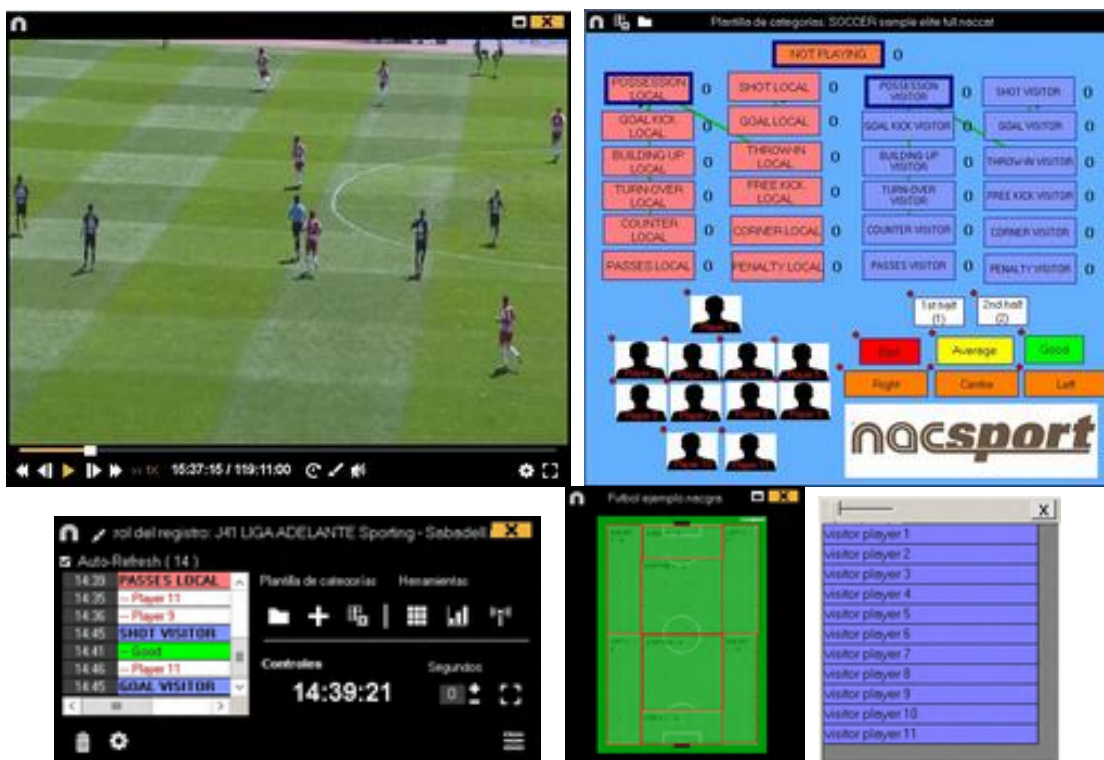 15:37:15 / 119:11:00
Plantilla de categorias: SOCCER sample elite full.naccat
NOT PLAYING 0
POSSESSION LOCAL 0
SHOT LOCAL 0
POSSESSION VISITOR 0
SHOT VISITOR 0
GOAL KICK LOCAL 0
GOAL LOCAL 0
GOAL KICK VISITOR 0
GOAL VISITOR 0
BUILDING UP LOCAL 0
THROW-IN LOCAL 0
BUILDING UP VISITOR 0
THROW-IN VISITOR 0
TURN-OVER LOCAL 0
FREE KICK LOCAL 0
TURN-OVER VISITOR 0
FREE KICK VISITOR 0
COUNTER LOCAL 0
CORNER LOCAL 0
COUNTER VISITOR 0
CORNER VISITOR 0
PASSES LOCAL 0
PENALTY LOCAL 0
PASSES VISITOR 0
PENALTY VISITOR 0
1st half (1)
2nd half (2)
Average
Good
Right
Centre
Left
nacsport
rol del registro: J41 LIGA ADELANTE Sporting - Sabadell
Auto-Refresh ( 14 )
14:39 PASSES LOCAL
14:35 -- Player 11
14:36 -- Player 9
14:45 SHOT VISITOR
14:41 -- Good
14:46 -- Player 11
14:45 GOAL VISITOR
Plantilla de categorías
Herramientas
Controles
Segundos
14:39:21
0
Futbol ejemplo.nacgra
X
visitor player 1
visitor player 2
visitor player 3
visitor player 4
visitor player 5
visitor player 6
visitor player 7
visitor player 8
visitor player 9
visitor player 10
visitor player 11